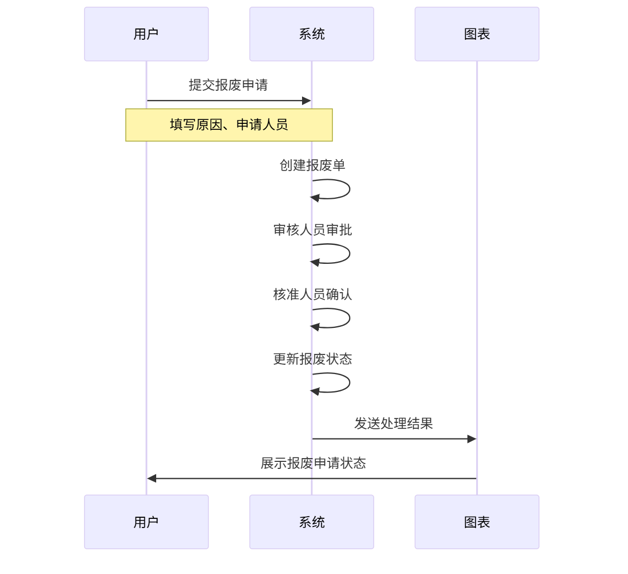 用户 系统 图表
提交报废申请
填写原因、申请人员
创建报废单
审核人员审批
核准人员确认
更新报废状态
发送处理结果
展示报废申请状态
用户 系统 图表